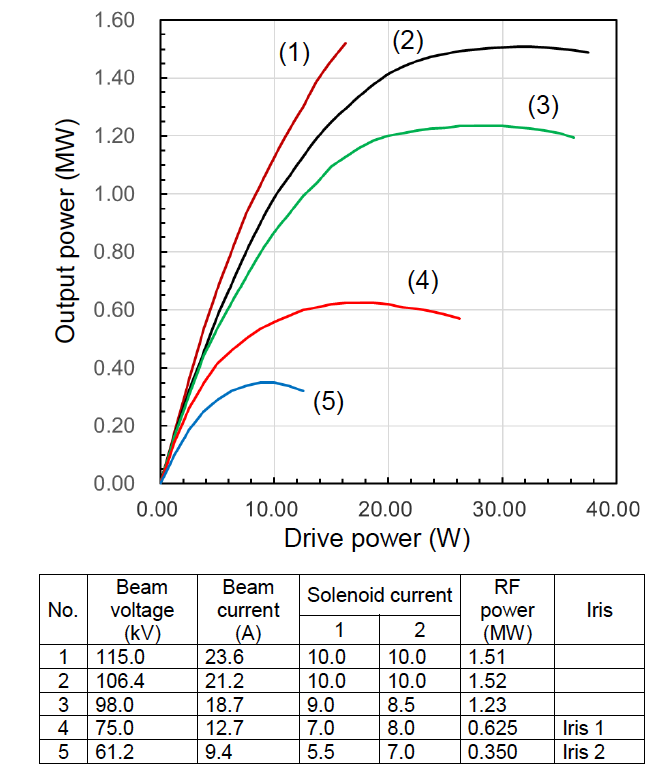 1.60
1.40
1.20
1.00
0.80
0.60
0.40
0.20
0.00
Output power (MW)
(1)
(2)
(3)
(4)
(5)
0.00 10.00 20.00 30.00 40.00
Drive power (W)
No. Beam voltage (kV) Beam current (A) Solenoid current RF power (MW) Iris
1 2
1 115.0 23.6 10.0 10.0 1.51
2 106.4 21.2 10.0 10.0 1.52
3 98.0 18.7 9.0 8.5 1.23
4 75.0 12.7 7.0 8.0 0.625 Iris 1
5 61.2 9.4 5.5 7.0 0.350 Iris 2